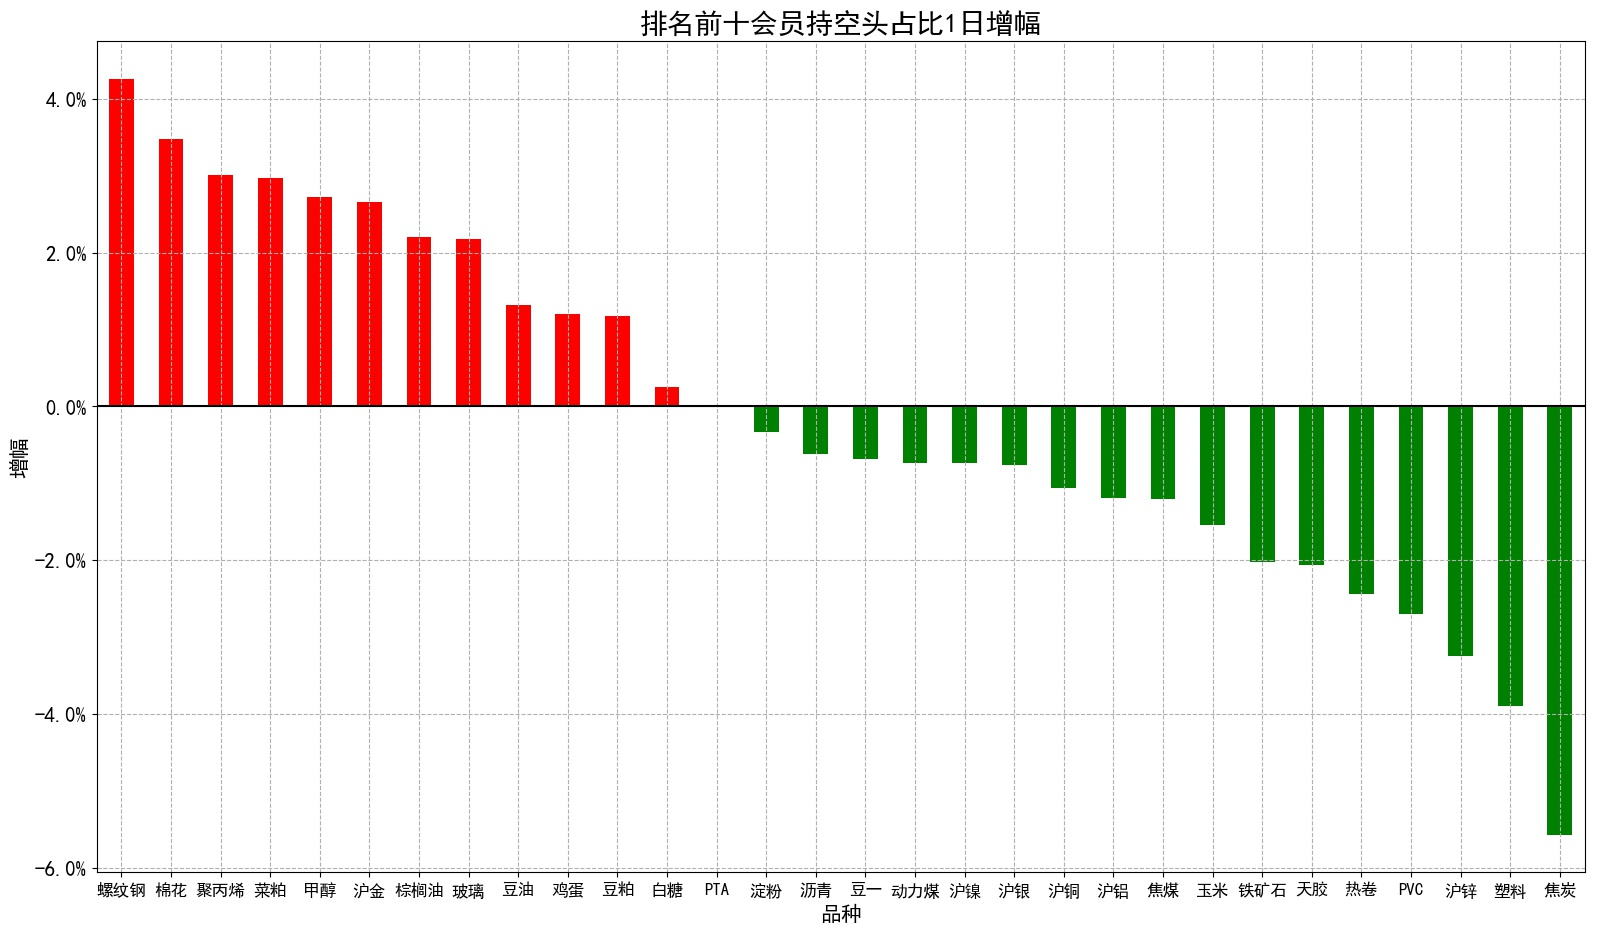 排名前十会员持空头占比1日增幅
4.0%
2.0%
0.0%
-2.0%
-4.0%
-6.0%
增幅
螺纹钢 棉花 聚丙烯 菜粕 甲醇 沪金 棕榈油 玻璃 豆油 鸡蛋 豆粕 白糖 PTA 淀粉 沥青 豆一 动力煤 沪镍 沪银 沪铜 沪铝 焦煤 玉米 铁矿石 天胶 热卷 PVC 沪锌 塑料 焦炭
品种